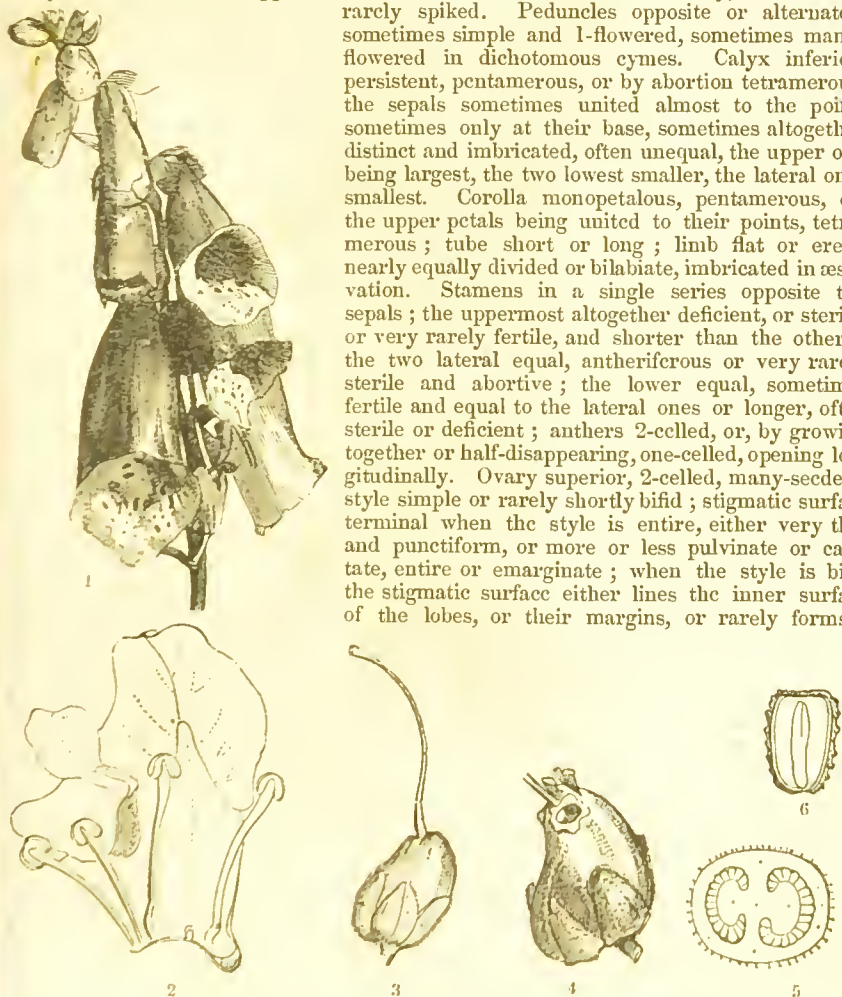 rarely spiked. Peduncles opposite or alternat
sometimes simple and 1-flowered, sometimes man
flowered in dichotomous cymes. Calyx inferi
persistent, pentamerous, or by abortion tetramerou
the sepals sometimes united almost to the poi
sometimes only at their base, sometimes altogeth
distinct and imbricated, often unequal, the upper o
being largest, the two lowest smaller, the lateral on
smallest. Corolla monopetalous, pentamerous,
the upper petals being united to their points, tetr
merous ; tube short or long ; limb flat or ere
nearly equally divided or bilabiate, imbricated in æs
vation. Stamens in a single series opposite t
sepals ; the uppermost altogether deficient, or steri
or very rarely fertile, and shorter than the other
the two lateral equal, antheriferous or very rare
sterile and abortive ; the lower equal, sometim
fertile and equal to the lateral ones or longer, oft
sterile or deficient ; anthers 2-celled, or, by growi
together or half-disappearing, one-celled, opening lo
gitudinally. Ovary superior, 2-celled, many-seede
style simple or rarely shortly bifid ; stigmatic surfa
terminal when the style is entire, either very th
and punctiform, or more or less pulvinate or ca
tate, entire or emarginate ; when the style is bi
the stigmatic surface either lines the inner surfa
of the lobes, or their margins, or rarely forms
1
6
2
3
4
5